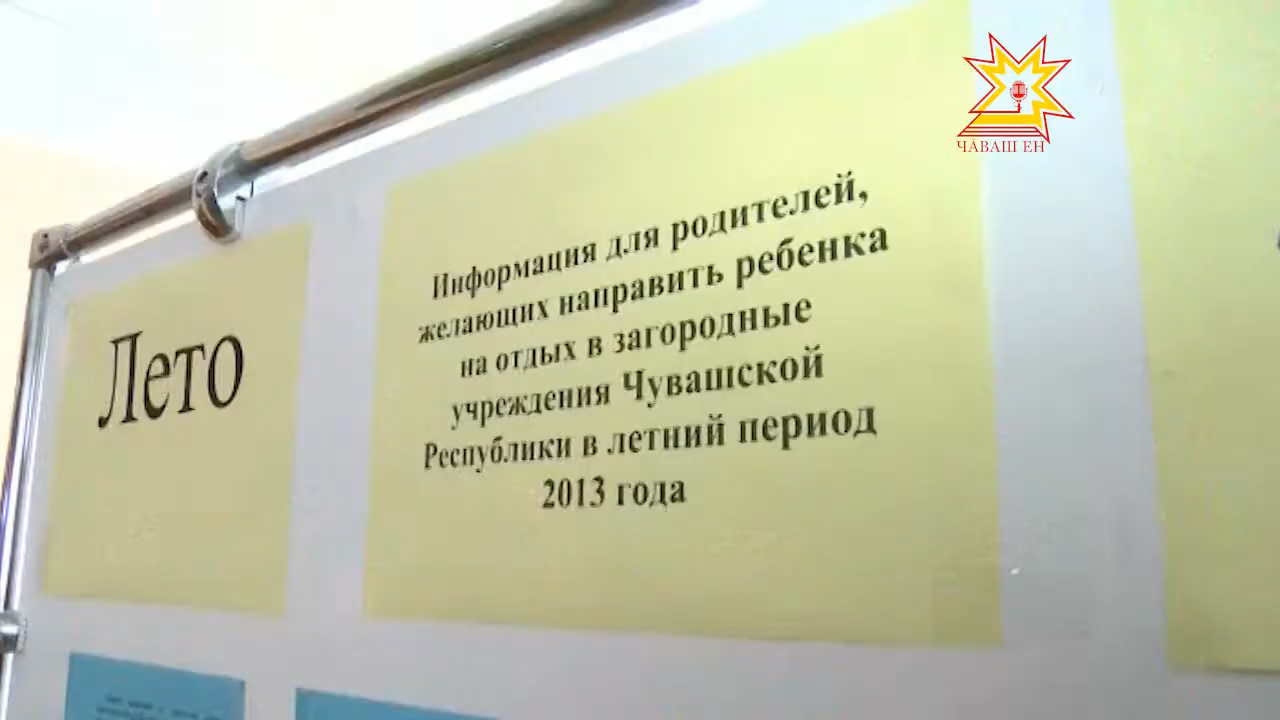 ЧӐВАШ ЕН
Лето
Информация для родителей,
желающих направить ребенка
на отдых в загородные
учреждения Чувашской
Республики в летний период
2013 года